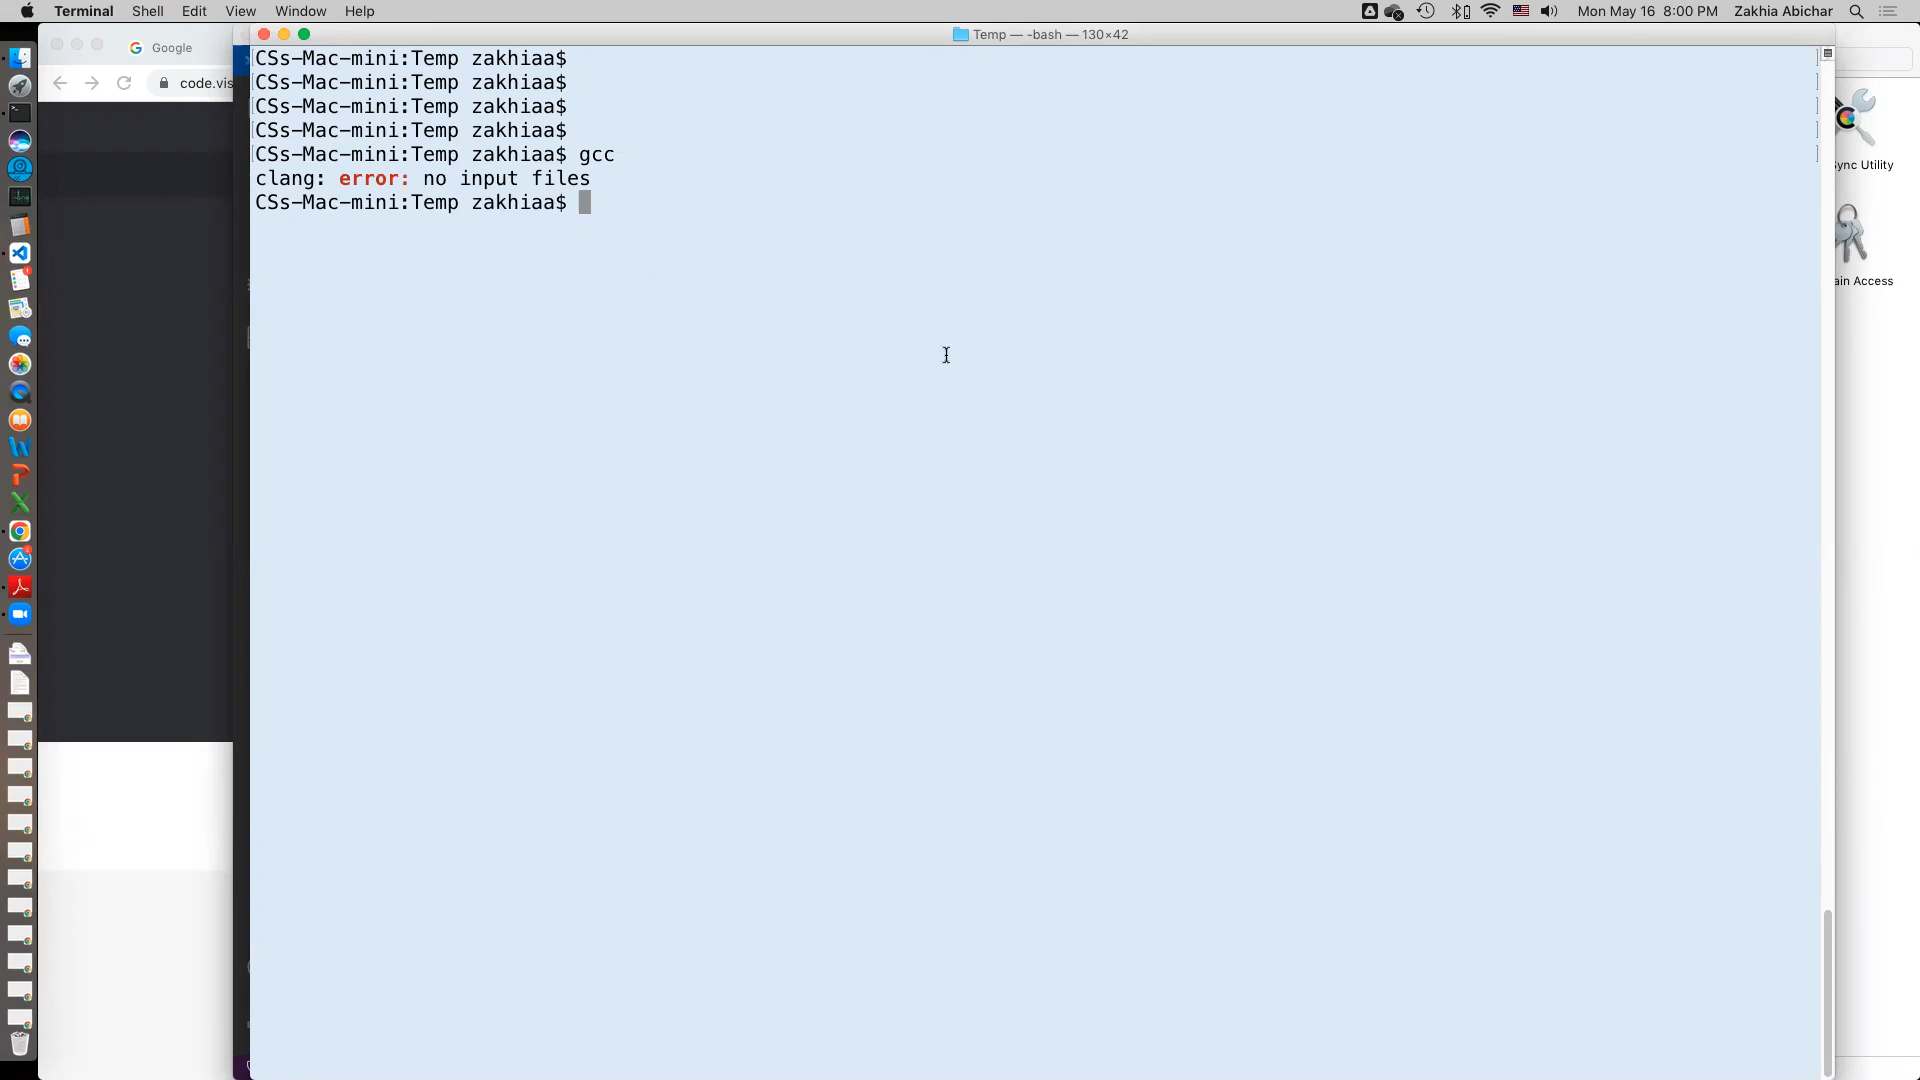 Terminal Shell Edit View Window Help Mon May 16 8:00 PM Zakhia Abichar
Google
Temp — -bash — 130×42
code.vis
CSs-Mac-mini:Temp zakhiaa$
CSs-Mac-mini:Temp zakhiaa$
CSs-Mac-mini:Temp zakhiaa$
CSs-Mac-mini:Temp zakhiaa$
CSs-Mac-mini:Temp zakhiaa$ gcc
clang: error: no input files
CSs-Mac-mini:Temp zakhiaa$
Sync Utility
ain Access